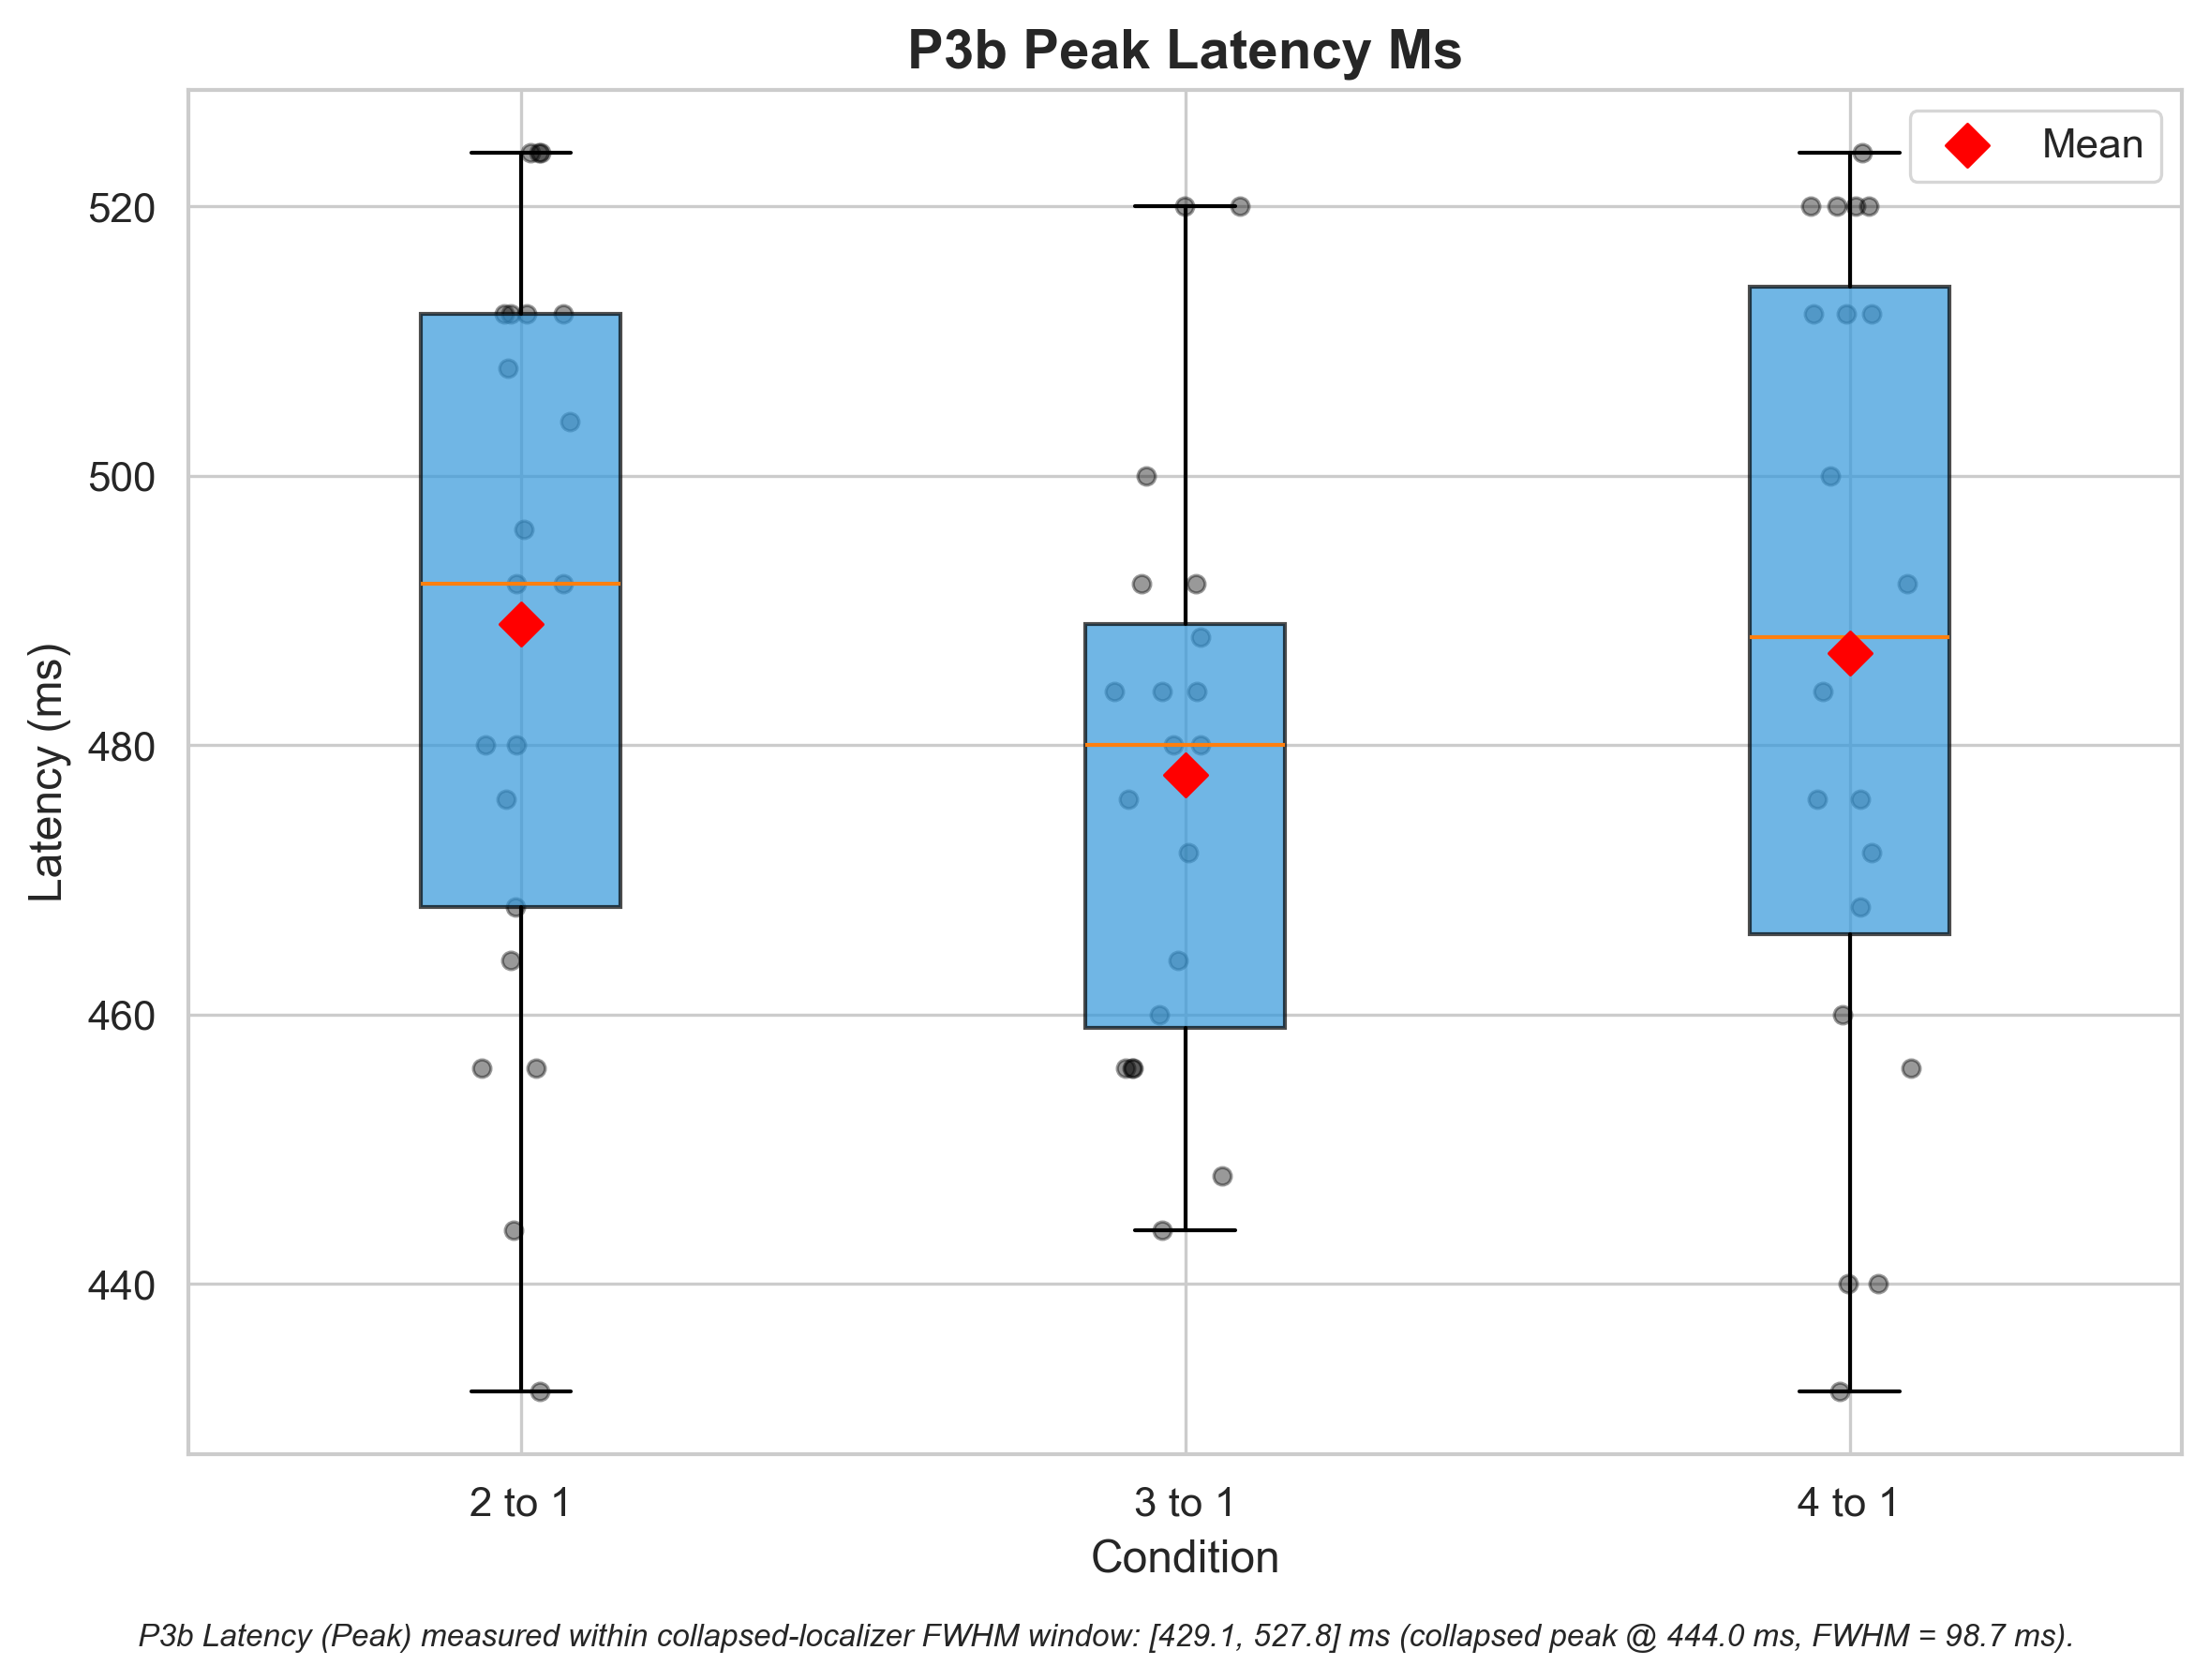 P3b Peak Latency Ms
Mean
520
500
480
460
440
Latency (ms)
2 to 1
3 to 1
4 to 1
Condition
P3b Latency (Peak) measured within collapsed-localizer FWHM window: [429.1, 527.8] ms (collapsed peak @ 444.0 ms, FWHM = 98.7 ms).